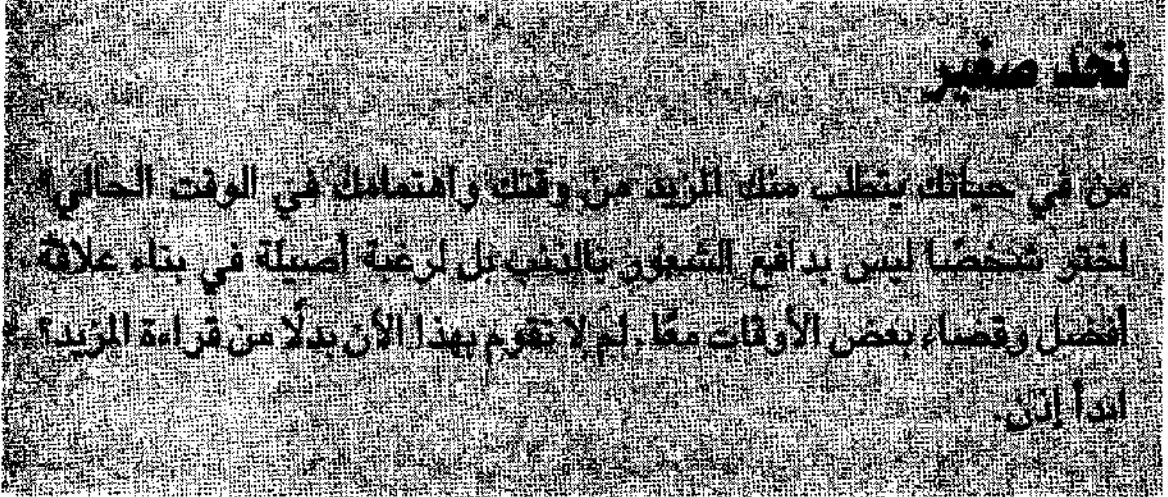 تحد صغير
من في حياتك يتطلب منك المزيد من وقتك واهتمامك في الوقت الحالي؟
اختر شخصًا ليس بدافع الشعور بالذنب بل لرغبة أصيلة في بناء علاقة
أفضل وقضاء بعض الأوقات معًا. لم لا تقوم بهذا الآن بدلًا من قراءة المزيد؟
ابدأ إذن.